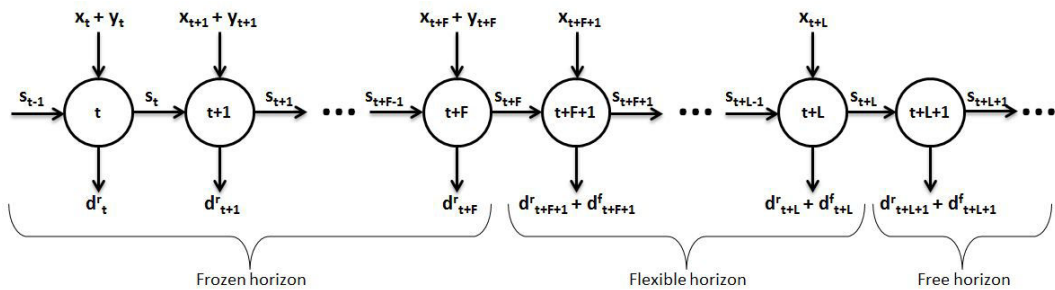 x_t + y_t x_{t+1} + y_{t+1} x_{t+F} + y_{t+F} x_{t+F+1} x_{t+L}
s_{t-1} t s_t t+1 s_{t+1} ••• s_{t+F-1} t+F s_{t+F} t+F+1 s_{t+F+1} ••• s_{t+L-1} t+L s_{t+L} t+L+1 s_{t+L+1} •••
d^r_t d^r_{t+1} d^r_{t+F} d^r_{t+F+1} + d^f_{t+F+1} d^r_{t+L} + d^f_{t+L} d^r_{t+L+1} + d^f_{t+L+1}
Frozen horizon Flexible horizon Free horizon